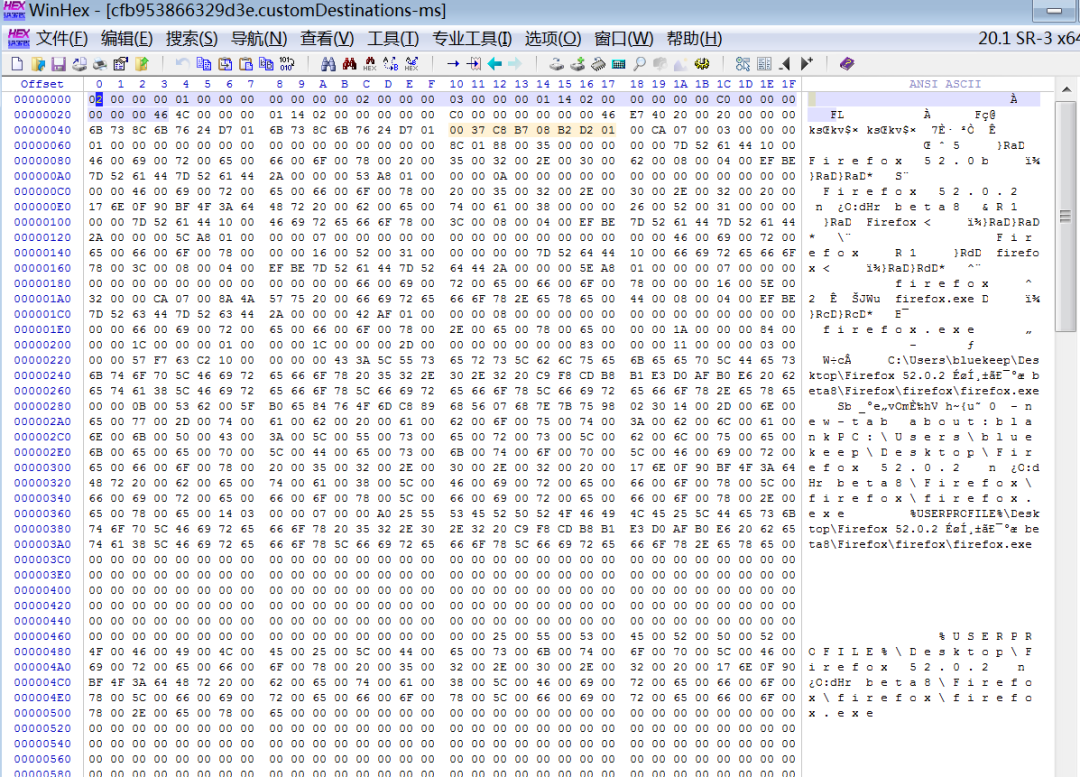 WinHex - [cfb953866329d3e.customDestinations-ms]
文件(F) 编辑(E) 搜索(S) 导航(N) 查看(V) 工具(T) 专业工具(I) 选项(O) 窗口(W) 帮助(H) 20.1 SR-3 x64
Offset 0 1 2 3 4 5 6 7 8 9 A B C D E F 10 11 12 13 14 15 16 17 18 19 1A 1B 1C 1D 1E 1F ANSI ASCII
00000000 02 00 00 00 01 00 00 00 00 00 00 00 02 00 00 00 03 00 00 00 01 14 02 00 00 00 00 00 C0 00 00 00 À
00000020 00 00 00 46 4C 00 00 00 01 14 02 00 00 00 00 00 C0 00 00 00 00 00 00 46 E7 40 20 00 20 00 00 00 FL À Fç@
00000040 6B 73 8C 6B 76 24 D7 01 6B 73 8C 6B 76 24 D7 01 00 37 C8 B7 08 B2 D2 01 00 CA 07 00 03 00 00 00
00000060 01 00 00 00 00 00 00 00 00 00 00 00 00 00 00 00 8C 01 88 00 35 00 00 00 00 00 7D 52 61 44 10 00 Œ ˆ 5 }RaD
00000080 46 00 69 00 72 00 65 00 66 00 6F 00 78 00 20 00 35 00 32 00 2E 00 30 00 62 00 08 00 04 00 EF BE F i r e f o x 5 2 . 0 b ï¾
000000A0 7D 52 61 44 7D 52 61 44 2A 00 00 00 53 A8 01 00 00 00 0A 00 00 00 00 00 00 00 00 00 00 00 00 00 }RaD}RaD* S¨
000000C0 00 00 46 00 69 00 72 00 65 00 66 00 6F 00 78 00 20 00 35 00 32 00 2E 00 30 00 2E 00 32 00 20 00 F i r e f o x 5 2 . 0 . 2
000000E0 17 6E 0F 90 BF 4F 3A 64 48 72 20 00 62 00 65 00 74 00 61 00 38 00 00 00 26 00 52 00 31 00 00 00
00000100 00 00 7D 52 61 44 10 00 46 69 72 65 66 6F 78 00 3C 00 08 00 04 00 EF BE 7D 52 61 44 7D 52 61 44 }RaD Firefox < ï¾}RaD}RaD
00000120 2A 00 00 00 5C A8 01 00 00 00 07 00 00 00 00 00 00 00 00 00 00 00 00 00 00 00 46 00 69 00 72 00 * \¨ F i r
00000140 65 00 66 00 6F 00 78 00 00 00 16 00 52 00 31 00 00 00 00 00 7D 52 64 44 10 00 66 69 72 65 66 6F e f o x R 1 }RdD firefo
00000160 78 00 3C 00 08 00 04 00 EF BE 7D 52 61 44 7D 52 64 44 2A 00 00 00 5E A8 01 00 00 00 07 00 00 00 x < ï¾}RaD}RdD* ^¨
00000180 00 00 00 00 00 00 00 00 00 00 00 00 66 00 69 00 72 00 65 00 66 00 6F 00 78 00 00 00 16 00 5E 00 f i r e f o x ^
000001A0 32 00 00 CA 07 00 8A 4A 57 75 20 00 66 69 72 65 66 6F 78 2E 65 78 65 00 44 00 08 00 04 00 EF BE 2 Ê ŠJWu firefox.exe D ï¾
000001C0 7D 52 63 44 7D 52 63 44 2A 00 00 00 42 AF 01 00 00 00 08 00 00 00 00 00 00 00 00 00 00 00 00 00
000001E0 00 00 66 00 69 00 72 00 65 00 66 00 6F 00 78 00 2E 00 65 00 78 00 65 00 00 00 1A 00 00 00 84 00 f i r e f o x . e x e „
00000200 00 00 1C 00 00 00 01 00 00 00 1C 00 00 00 2D 00 00 00 00 00 00 00 83 00 00 00 11 00 00 00 03 00 - ƒ
00000220 00 00 57 F7 63 C2 10 00 00 00 00 43 3A 5C 55 73 65 72 73 5C 62 6C 75 65 6B 65 65 70 5C 44 65 73 W÷cÂ C:\Users\bluekeep\Des
00000240 6B 74 6F 70 5C 46 69 72 65 66 6F 78 20 35 32 2E 30 2E 32 20 C9 F8 CD B8 B1 E3 D0 AF B0 E6 20 62
00000260 65 74 61 38 5C 46 69 72 65 66 6F 78 5C 66 69 72 65 66 6F 78 5C 66 69 72 65 66 6F 78 2E 65 78 65 eta8\Firefox\firefox\firefox.exe
00000280 00 00 0B 00 53 62 00 5F B0 65 84 76 4F 6D C8 89 68 56 07 68 7E 7B 75 98 02 30 14 00 2D 00 6E 00
000002A0 65 00 77 00 2D 00 74 00 61 00 62 00 20 00 61 00 62 00 6F 00 75 00 74 00 3A 00 62 00 6C 00 61 00 e w - t a b a b o u t : b l a
000002C0 6E 00 6B 00 50 00 43 00 3A 00 5C 00 55 00 73 00 65 00 72 00 73 00 5C 00 62 00 6C 00 75 00 65 00 n k P C : \ U s e r s \ b l u e
000002E0 6B 00 65 00 65 00 70 00 5C 00 44 00 65 00 73 00 6B 00 74 00 6F 00 70 00 5C 00 46 00 69 00 72 00 k e e p \ D e s k t o p \ F i r
00000300 65 00 66 00 6F 00 78 00 20 00 35 00 32 00 2E 00 30 00 2E 00 32 00 20 00 17 6E 0F 90 BF 4F 3A 64
00000320 48 72 20 00 62 00 65 00 74 00 61 00 38 00 5C 00 46 00 69 00 72 00 65 00 66 00 6F 00 78 00 5C 00 Hr b e t a 8 \ F i r e f o x \
00000340 66 00 69 00 72 00 65 00 66 00 6F 00 78 00 5C 00 66 00 69 00 72 00 65 00 66 00 6F 00 78 00 2E 00 f i r e f o x \ f i r e f o x .
00000360 65 00 78 00 65 00 14 03 00 00 07 00 00 A0 25 55 53 45 52 50 52 4F 46 49 4C 45 25 5C 44 65 73 6B e x e %USERPROFILE%\Desk
00000380 74 6F 70 5C 46 69 72 65 66 6F 78 20 35 32 2E 30 2E 32 20 C9 F8 CD B8 B1 E3 D0 AF B0 E6 20 62 65
000003A0 74 61 38 5C 46 69 72 65 66 6F 78 5C 66 69 72 65 66 6F 78 5C 66 69 72 65 66 6F 78 2E 65 78 65 00 ta8\Firefox\firefox\firefox.exe
000003C0 00 00 00 00 00 00 00 00 00 00 00 00 00 00 00 00 00 00 00 00 00 00 00 00 00 00 00 00 00 00 00 00
000003E0 00 00 00 00 00 00 00 00 00 00 00 00 00 00 00 00 00 00 00 00 00 00 00 00 00 00 00 00 00 00 00 00
00000400 00 00 00 00 00 00 00 00 00 00 00 00 00 00 00 00 00 00 00 00 00 00 00 00 00 00 00 00 00 00 00 00
00000420 00 00 00 00 00 00 00 00 00 00 00 00 00 00 00 00 00 00 00 00 00 00 00 00 00 00 00 00 00 00 00 00
00000440 00 00 00 00 00 00 00 00 00 00 00 00 00 00 00 00 00 00 00 00 00 00 00 00 00 00 00 00 00 00 00 00
00000460 00 00 00 00 00 00 00 00 00 00 00 00 00 00 00 00 00 00 25 00 55 00 53 00 45 00 52 00 50 00 52 00 % U S E R P R
00000480 4F 00 46 00 49 00 4C 00 45 00 25 00 5C 00 44 00 65 00 73 00 6B 00 74 00 6F 00 70 00 5C 00 46 00 O F I L E % \ D e s k t o p \ F
000004A0 69 00 72 00 65 00 66 00 6F 00 78 00 20 00 35 00 32 00 2E 00 30 00 2E 00 32 00 20 00 17 6E 0F 90 i r e f o x 5 2 . 0 . 2 n
000004C0 BF 4F 3A 64 48 72 20 00 62 00 65 00 74 00 61 00 38 00 5C 00 46 00 69 00 72 00 65 00 66 00 6F 00 ¿O:dHr b e t a 8 \ F i r e f o
000004E0 78 00 5C 00 66 00 69 00 72 00 65 00 66 00 6F 00 78 00 5C 00 66 00 69 00 72 00 65 00 66 00 6F 00 x \ f i r e f o x \ f i r e f o
00000500 78 00 2E 00 65 00 78 00 65 00 00 00 00 00 00 00 00 00 00 00 00 00 00 00 00 00 00 00 00 00 00 00 x . e x e
00000520 00 00 00 00 00 00 00 00 00 00 00 00 00 00 00 00 00 00 00 00 00 00 00 00 00 00 00 00 00 00 00 00
00000540 00 00 00 00 00 00 00 00 00 00 00 00 00 00 00 00 00 00 00 00 00 00 00 00 00 00 00 00 00 00 00 00
00000560 00 00 00 00 00 00 00 00 00 00 00 00 00 00 00 00 00 00 00 00 00 00 00 00 00 00 00 00 00 00 00 00
00000580 00 00 00 00 00 00 00 00 00 00 00 00 00 00 00 00 00 00 00 00 00 00 00 00 00 00 00 00 00 00 00 00